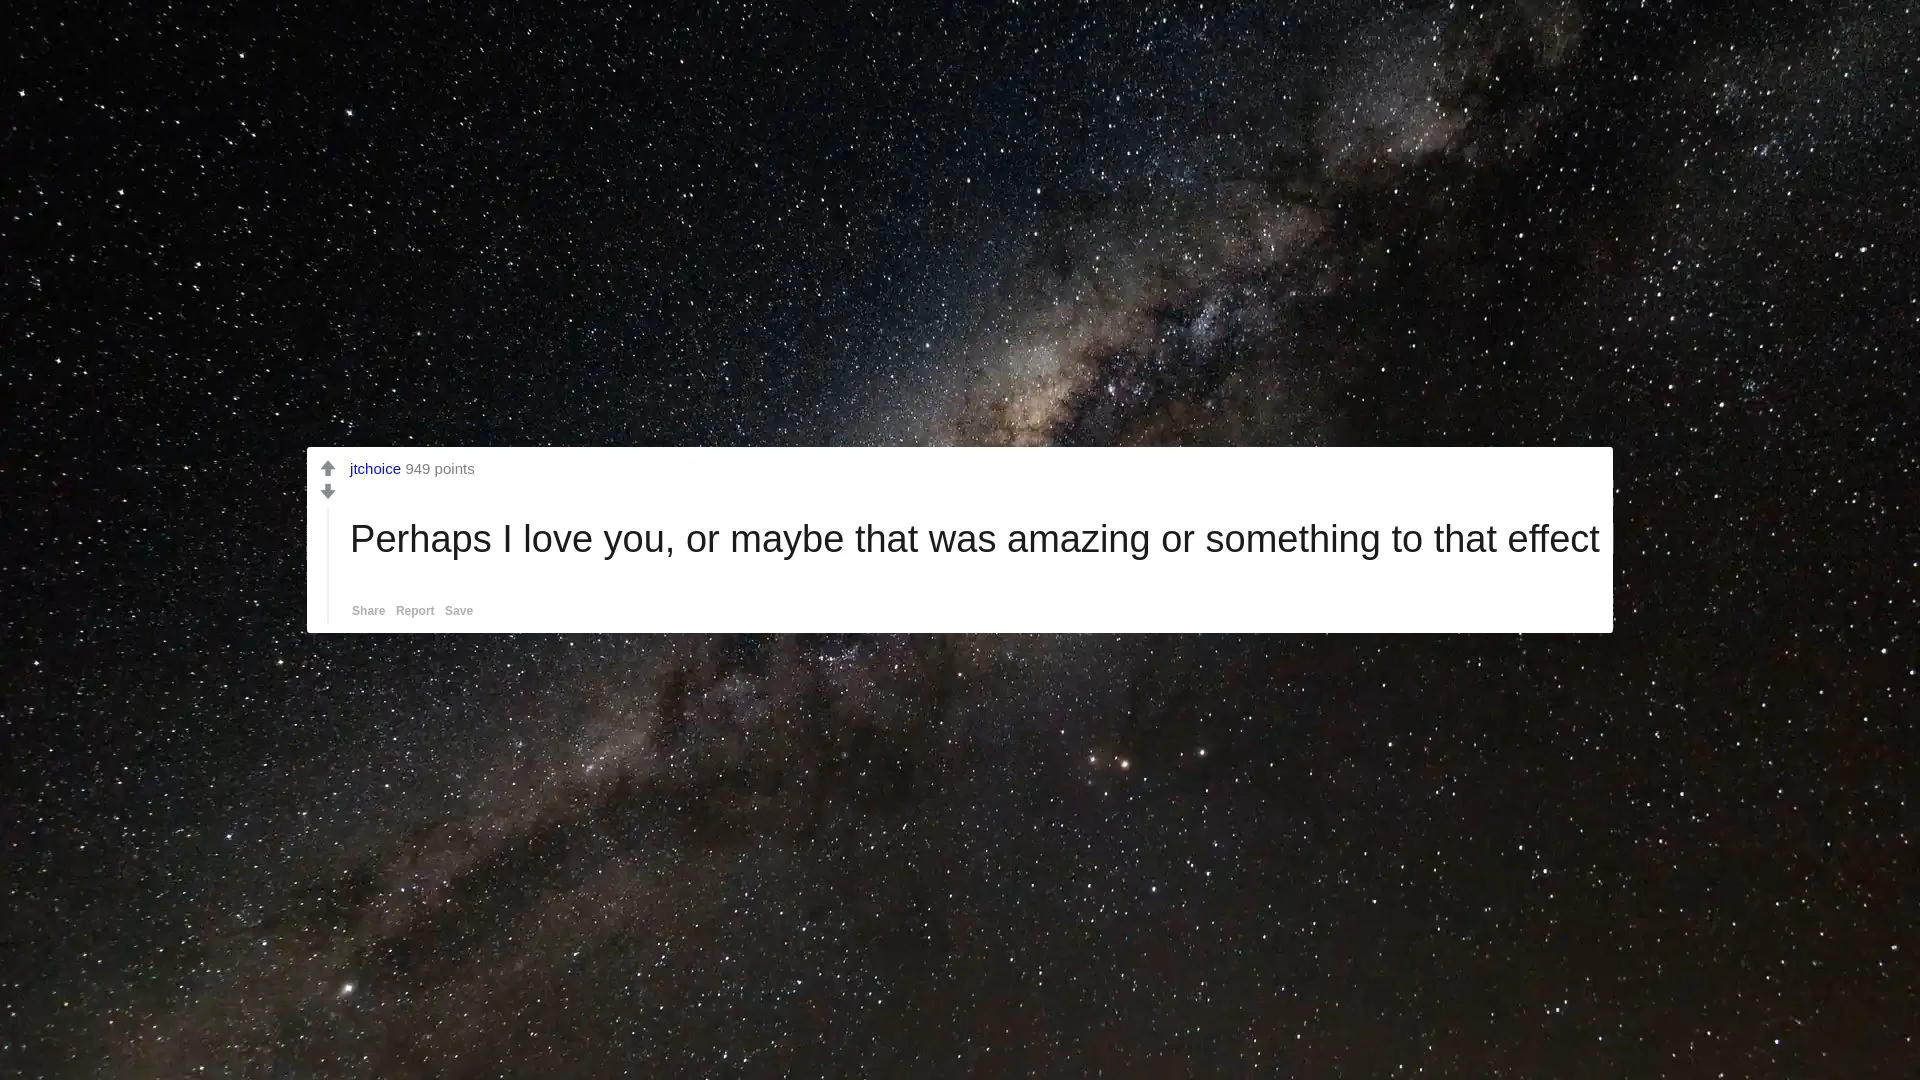 jtchoice 949 points
Perhaps I love you, or maybe that was amazing or something to that effect
Share Report Save